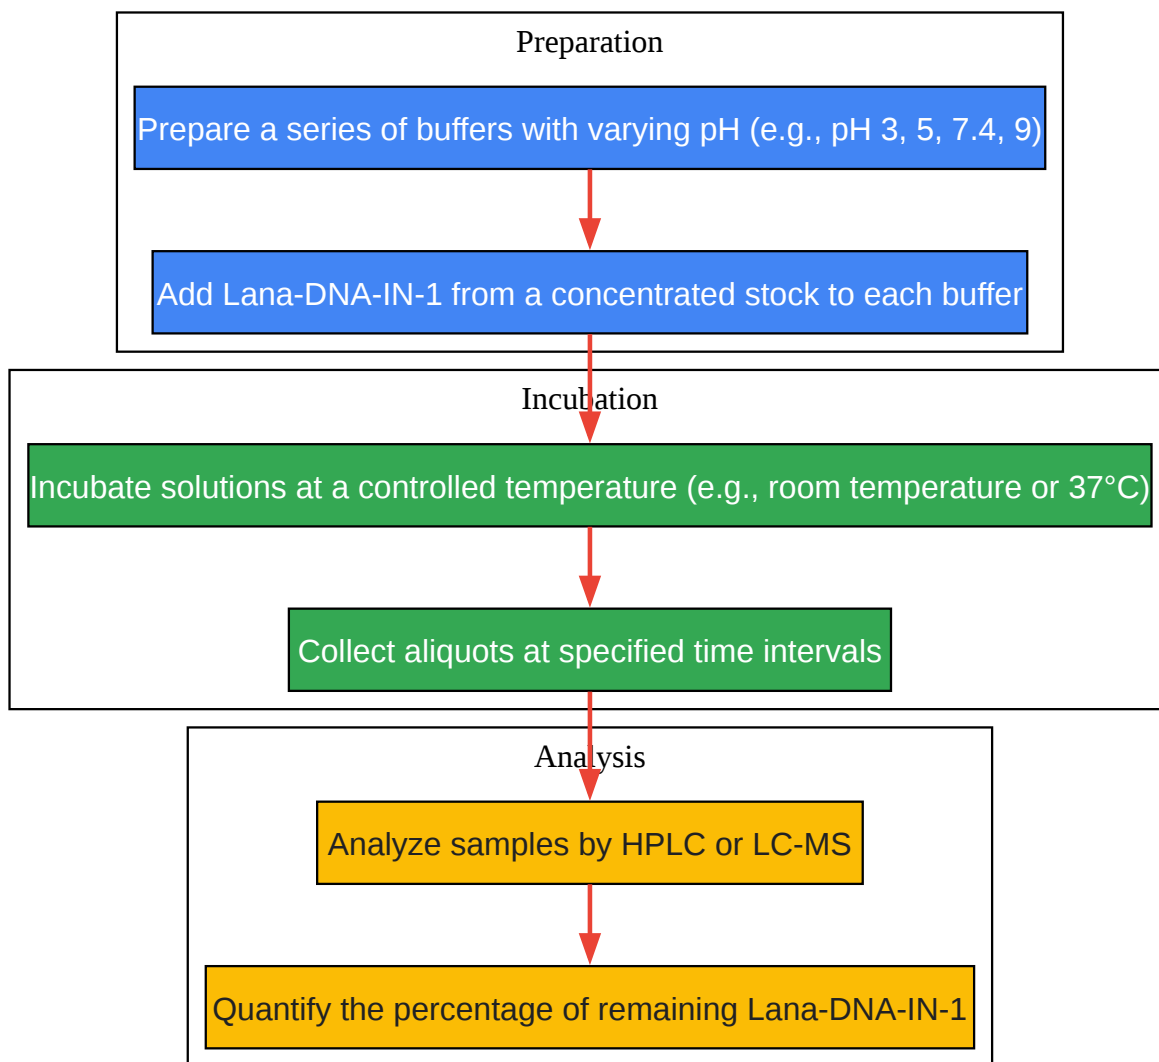 Preparation
Prepare a series of buffers with varying pH (e.g., pH 3, 5, 7.4, 9)
Add Lana-DNA-IN-1 from a concentrated stock to each buffer
Incubation
Incubate solutions at a controlled temperature (e.g., room temperature or 37°C)
Collect aliquots at specified time intervals
Analysis
Analyze samples by HPLC or LC-MS
Quantify the percentage of remaining Lana-DNA-IN-1